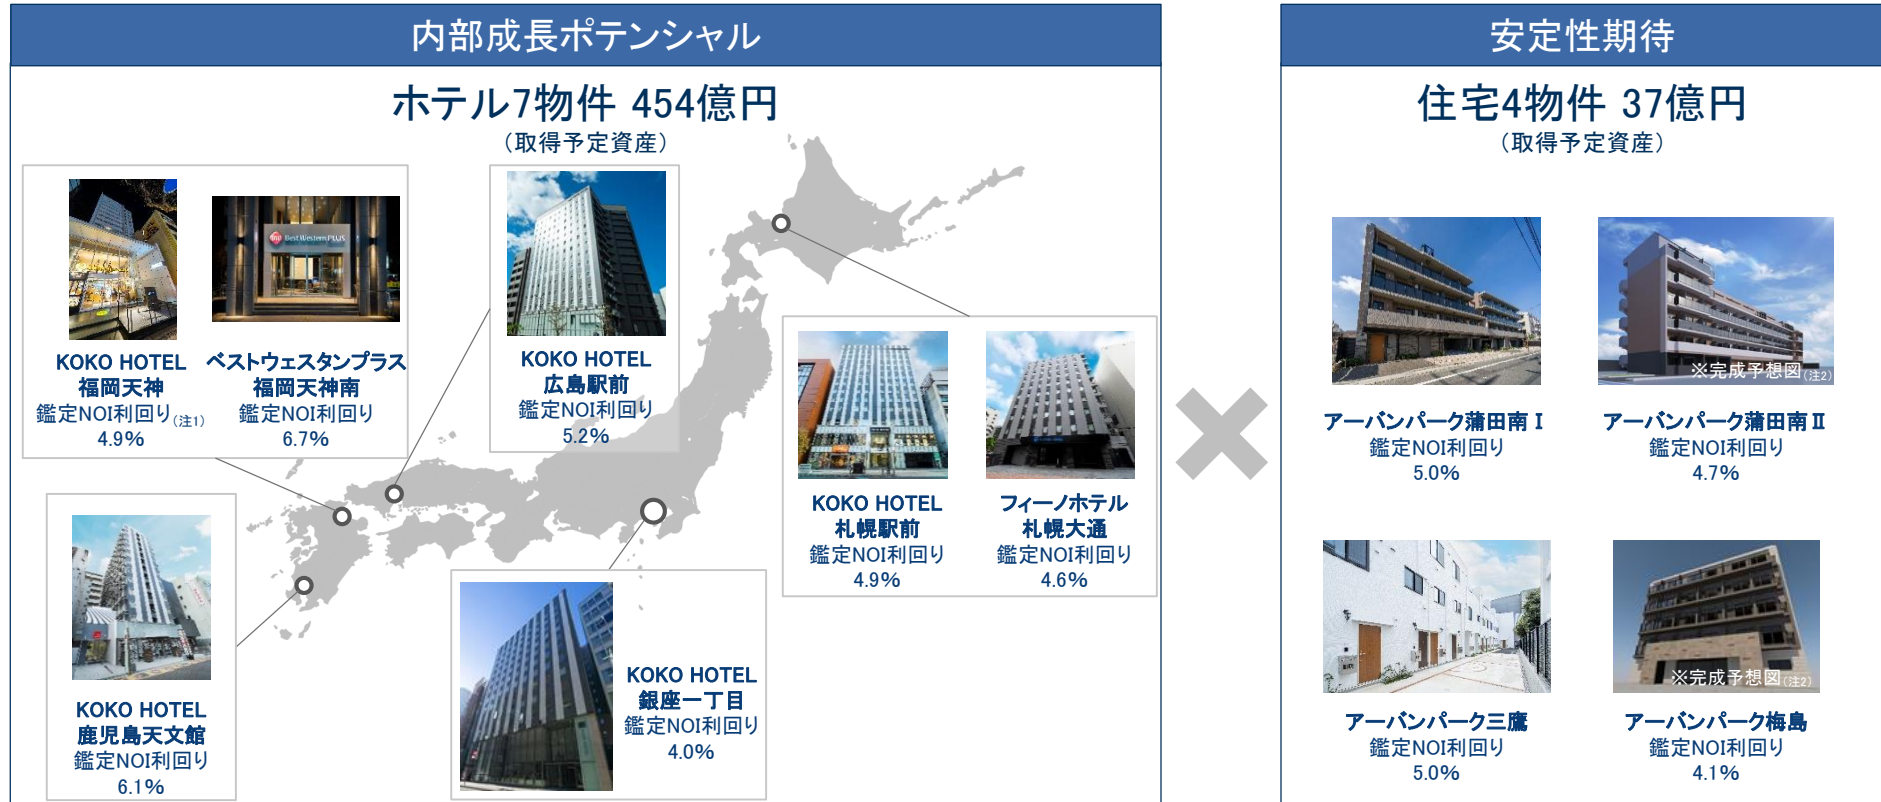 内部成長ポテンシャル
ホテル7物件 454億円
（取得予定資産）
KOKO HOTEL
福岡天神
鑑定NOI利回り(注1)
4.9%
Best Western PLUS
ベストウェスタンプラス
福岡天神南
鑑定NOI利回り
6.7%
KOKO HOTEL
広島駅前
鑑定NOI利回り
5.2%
KOKO HOTEL
札幌駅前
鑑定NOI利回り
4.9%
フィーノホテル
札幌大通
鑑定NOI利回り
4.6%
KOKO HOTEL
鹿児島天文館
鑑定NOI利回り
6.1%
KOKO HOTEL
銀座一丁目
鑑定NOI利回り
4.0%
安定性期待
住宅4物件 37億円
（取得予定資産）
アーバンパーク蒲田南Ⅰ
鑑定NOI利回り
5.0%
※完成予想図(注2)
アーバンパーク蒲田南Ⅱ
鑑定NOI利回り
4.7%
アーバンパーク三鷹
鑑定NOI利回り
5.0%
※完成予想図(注2)
アーバンパーク梅島
鑑定NOI利回り
4.1%